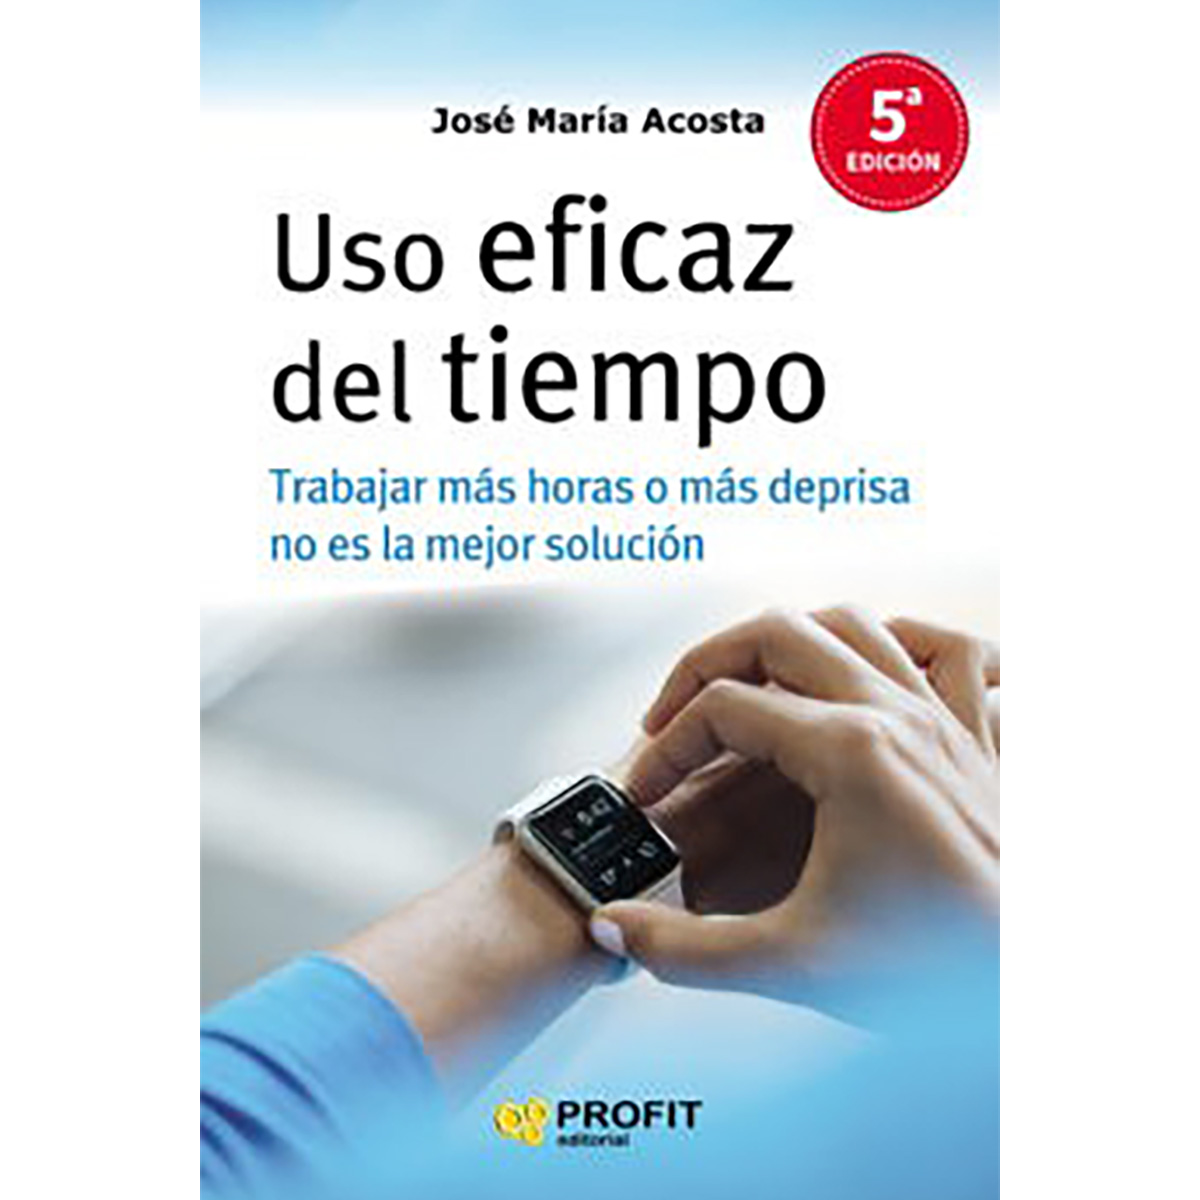 José María Acosta
5ª
EDICIÓN
Uso eficaz
del tiempo
Trabajar más horas o más deprisa
no es la mejor solución
PROFIT
editorial